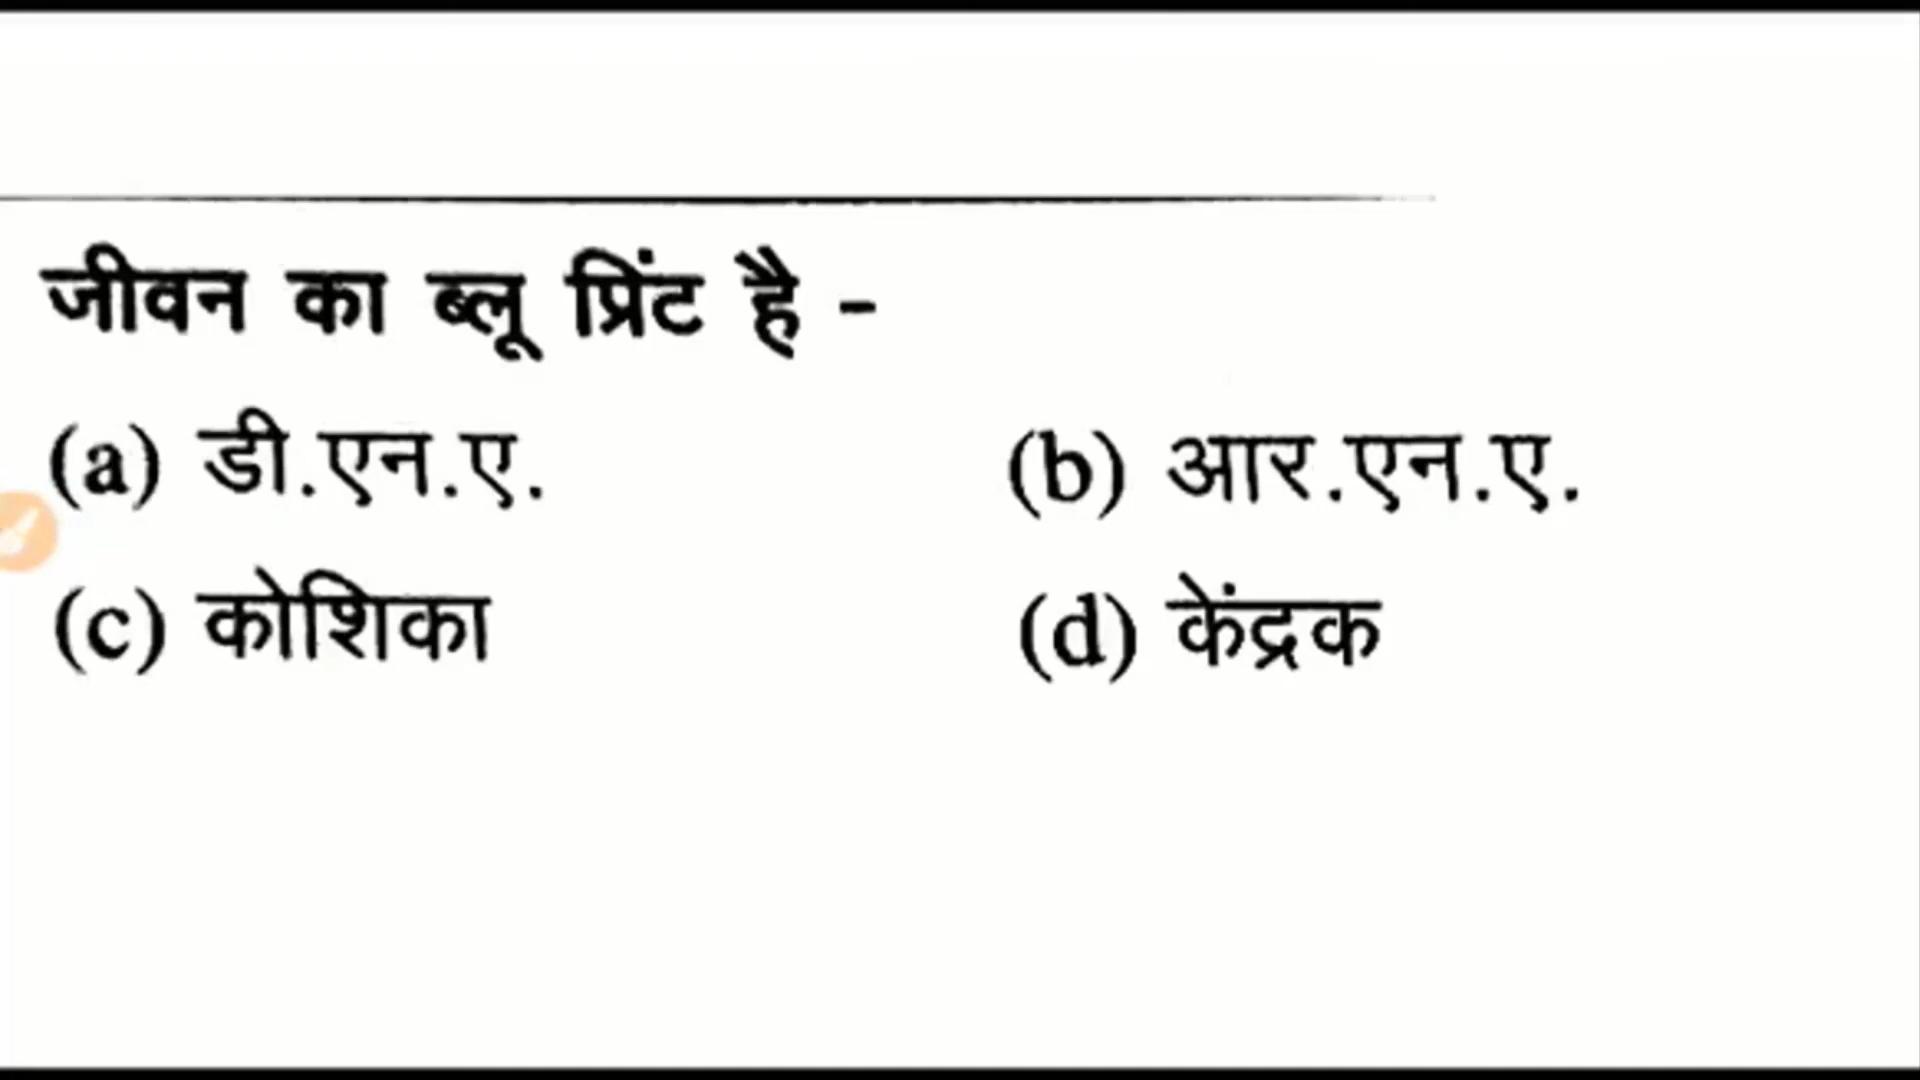 जीवन का ब्लू प्रिंट है -
(a) डी.एन.ए. (b) आर.एन.ए.
(c) कोशिका (d) केंद्रक